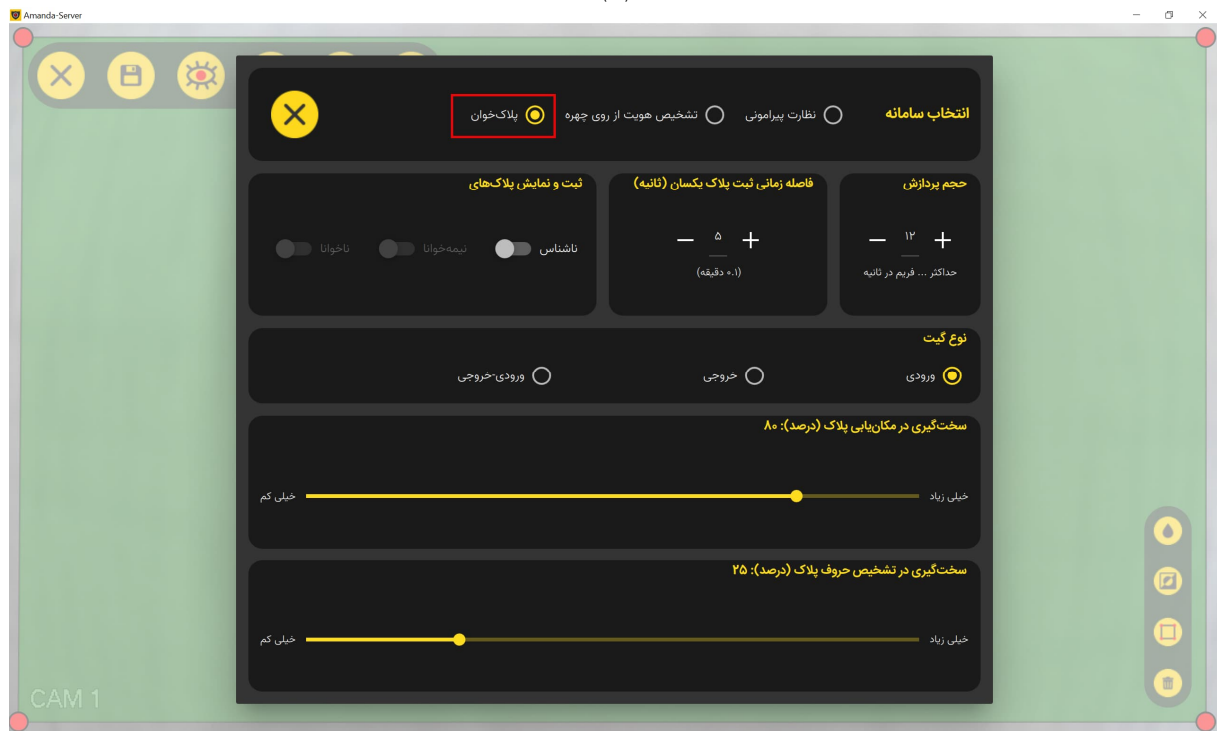 Amanda-Server
انتخاب سامانه
نظارت پیرامونی
تشخیص هویت از روی چهره
پلاک‌خوان
حجم پردازش
۱۲
حداکثر ... فریم در ثانیه
فاصله زمانی ثبت پلاک یکسان (ثانیه)
۵
(۰.۱ دقیقه)
ثبت و نمایش پلاک‌های
ناشناس
نیمه‌خوانا
ناخوانا
نوع گیت
ورودی
خروجی
ورودی-خروجی
سخت‌گیری در مکان‌یابی پلاک (درصد): ۸۰
خیلی زیاد
خیلی کم
سخت‌گیری در تشخیص حروف پلاک (درصد): ۲۵
خیلی زیاد
خیلی کم
CAM 1